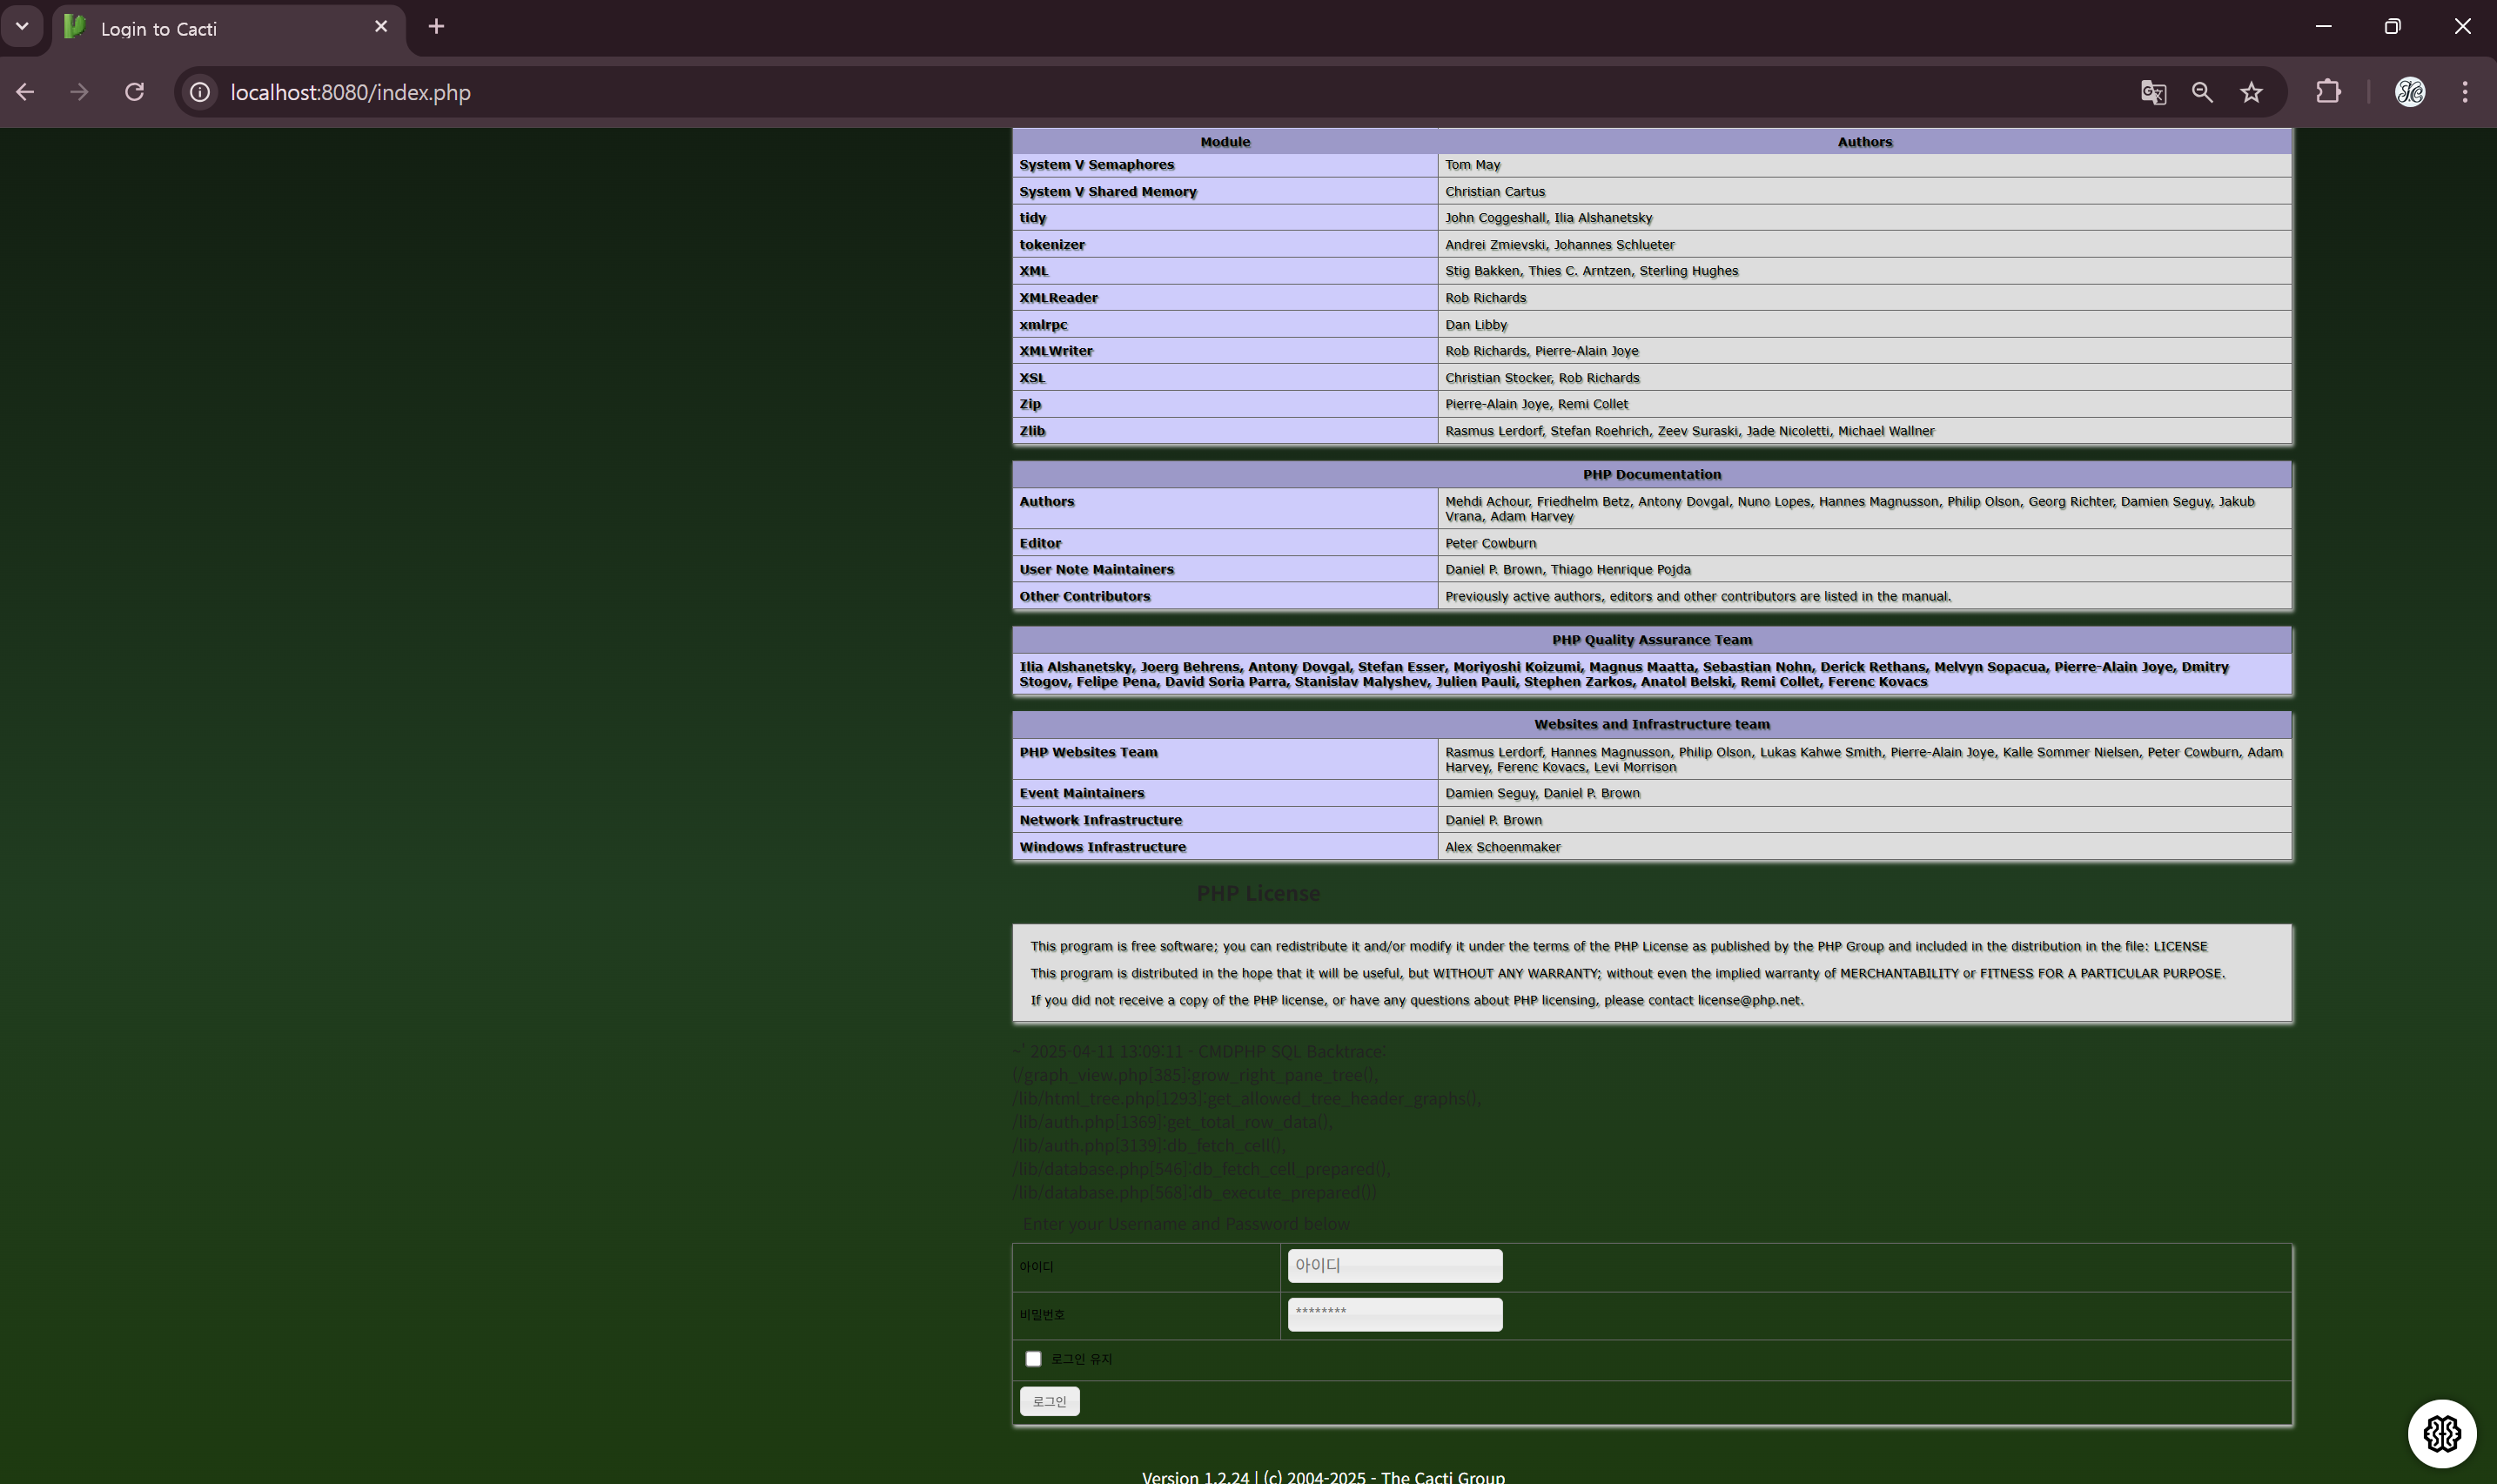 Login to Cacti
localhost:8080/index.php
Module Authors
System V Semaphores Tom May
System V Shared Memory Christian Cartus
tidy John Coggeshall, Ilia Alshanetsky
tokenizer Andrei Zmievski, Johannes Schlueter
XML Stig Bakken, Thies C. Arntzen, Sterling Hughes
XMLReader Rob Richards
xmlrpc Dan Libby
XMLWriter Rob Richards, Pierre-Alain Joye
XSL Christian Stocker, Rob Richards
Zip Pierre-Alain Joye, Remi Collet
Zlib Rasmus Lerdorf, Stefan Roehrich, Zeev Suraski, Jade Nicoletti, Michael Wallner
PHP Documentation
Authors Mehdi Achour, Friedhelm Betz, Antony Dovgal, Nuno Lopes, Hannes Magnusson, Philip Olson, Georg Richter, Damien Seguy, Jakub
Vrana, Adam Harvey
Editor Peter Cowburn
User Note Maintainers Daniel P. Brown, Thiago Henrique Pojda
Other Contributors Previously active authors, editors and other contributors are listed in the manual.
PHP Quality Assurance Team
Ilia Alshanetsky, Joerg Behrens, Antony Dovgal, Stefan Esser, Moriyoshi Koizumi, Magnus Maatta, Sebastian Nohn, Derick Rethans, Melvyn Sopacua, Pierre-Alain Joye, Dmitry
Stogov, Felipe Pena, David Soria Parra, Stanislav Malyshev, Julien Pauli, Stephen Zarkos, Anatol Belski, Remi Collet, Ferenc Kovacs
Websites and Infrastructure team
PHP Websites Team Rasmus Lerdorf, Hannes Magnusson, Philip Olson, Lukas Kahwe Smith, Pierre-Alain Joye, Kalle Sommer Nielsen, Peter Cowburn, Adam
Harvey, Ferenc Kovacs, Levi Morrison
Event Maintainers Damien Seguy, Daniel P. Brown
Network Infrastructure Daniel P. Brown
Windows Infrastructure Alex Schoenmaker
PHP License
This program is free software; you can redistribute it and/or modify it under the terms of the PHP License as published by the PHP Group and included in the distribution in the file: LICENSE
This program is distributed in the hope that it will be useful, but WITHOUT ANY WARRANTY; without even the implied warranty of MERCHANTABILITY or FITNESS FOR A PARTICULAR PURPOSE.
If you did not receive a copy of the PHP license, or have any questions about PHP licensing, please contact license@php.net.
~' 2025-04-11 13:09:11 - CMDPHP SQL Backtrace:
(/graph_view.php[385]:grow_right_pane_tree(),
/lib/html_tree.php[1293]:get_allowed_tree_header_graphs(),
/lib/auth.php[1369]:get_total_row_data(),
/lib/auth.php[3139]:db_fetch_cell(),
/lib/database.php[546]:db_fetch_cell_prepared(),
/lib/database.php[568]:db_execute_prepared())
Enter your Username and Password below
아이디 아이디
비밀번호 ********
로그인 유지
로그인
Version 1.2.24 | (c) 2004-2025 - The Cacti Group